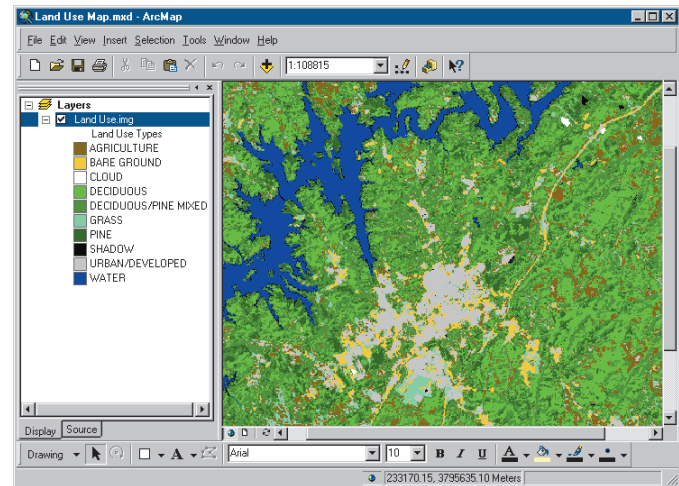 Land Use Map.mxd - ArcMap
File Edit View Insert Selection Tools Window Help
1:108815
Layers
Land Use.img
Land Use Types
AGRICULTURE
BARE GROUND
CLOUD
DECIDUOUS
DECIDUOUS/PINE MIXED
GRASS
PINE
SHADOW
URBAN/DEVELOPED
WATER
Display Source
Drawing A Arial 10 B I U A
233170.15, 3795635.10 Meters